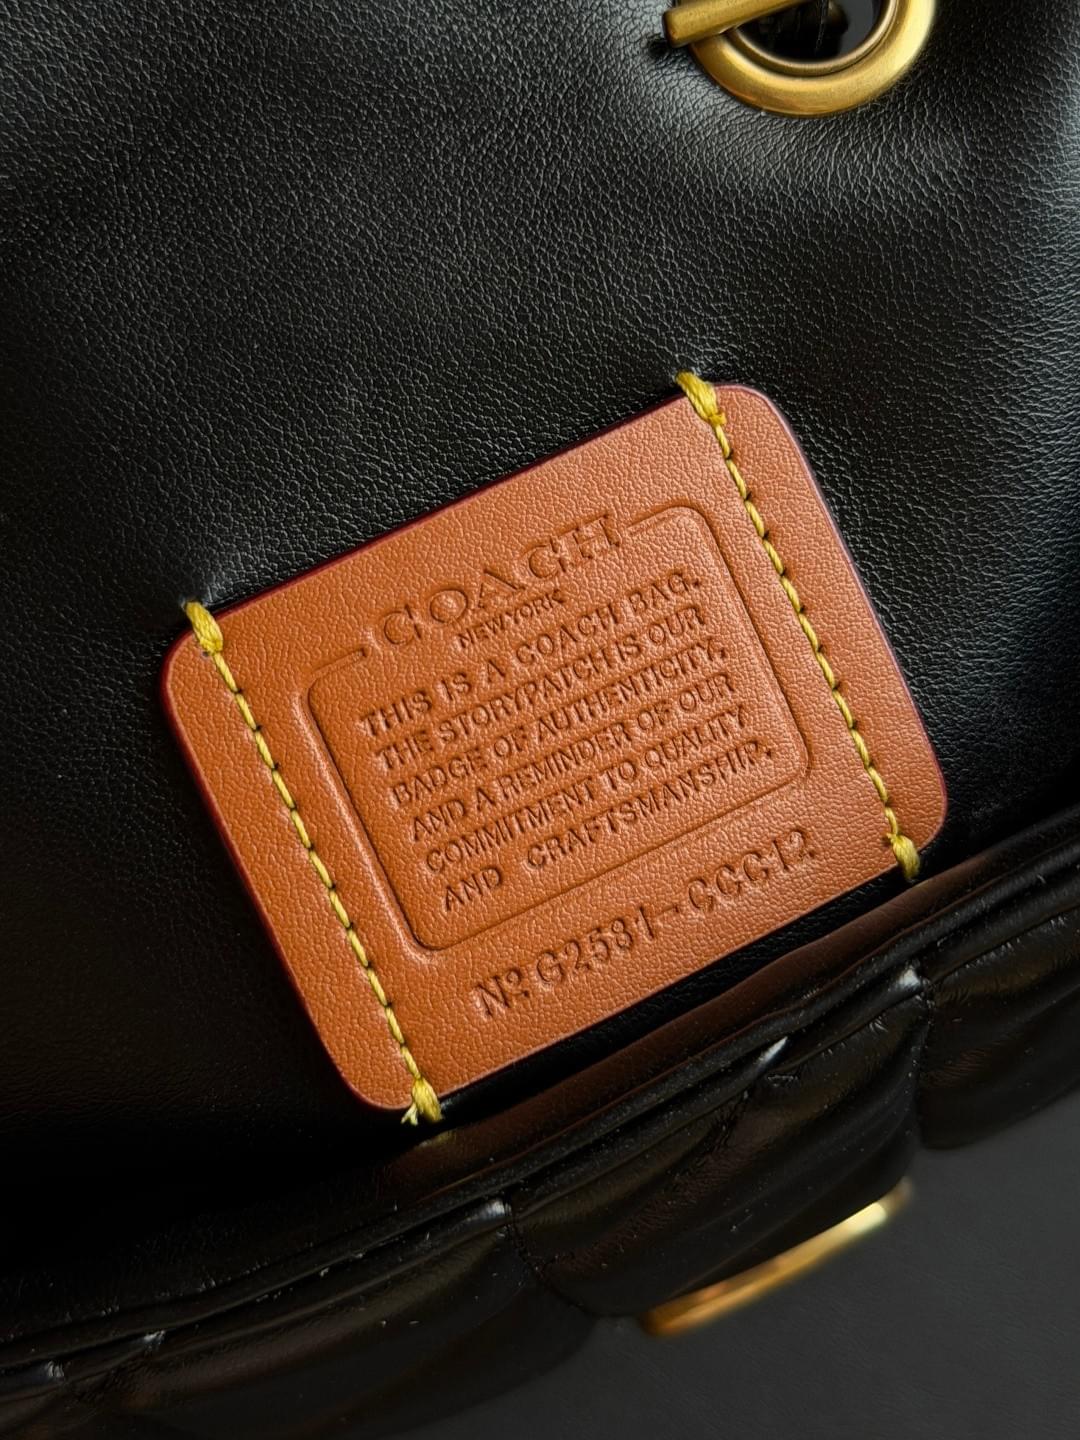 COACH
NEW YORK
THIS IS A COACH BAG.
THE STORYPATCH IS OUR
BADGE OF AUTHENTICITY,
AND A REMINDER OF OUR
COMMITMENT TO QUALITY
AND CRAFTSMANSHIP.
Nº G2581-CCC12